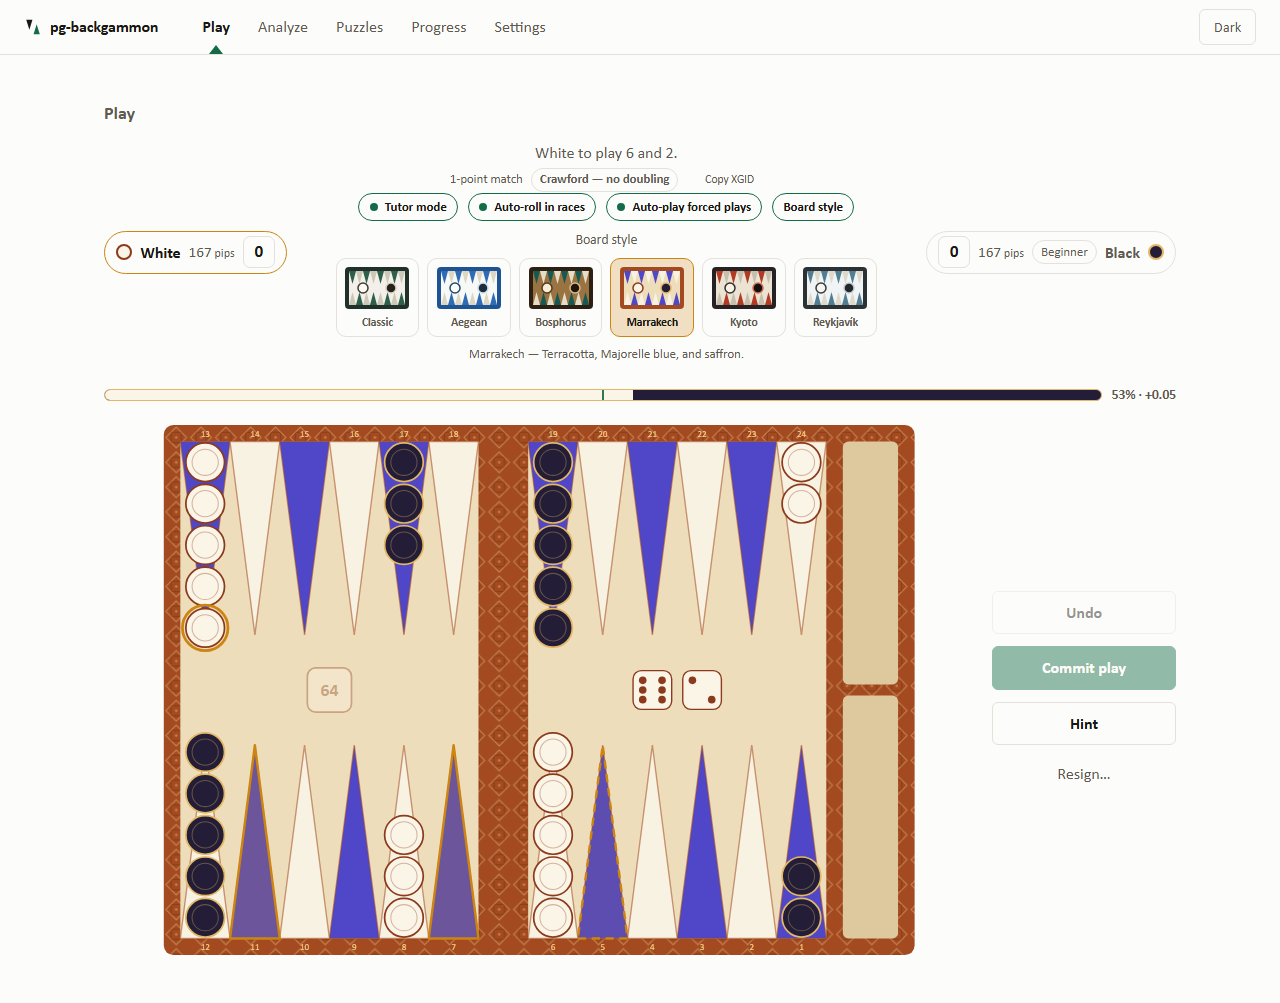 pg-backgammon Play Analyze Puzzles Progress Settings Dark
Play
White to play 6 and 2.
1-point match Crawford — no doubling Copy XGID
Tutor mode Auto-roll in races Auto-play forced plays Board style
White 167 pips 0
Board style
0 167 pips Beginner Black
Classic Aegean Bosphorus Marrakech Kyoto Reykjavík
Marrakech — Terracotta, Majorelle blue, and saffron.
53% · +0.05
13 14 15 16 17 18 19 20 21 22 23 24
64
Undo
Commit play
Hint
Resign...
12 11 10 9 8 7 6 5 4 3 2 1